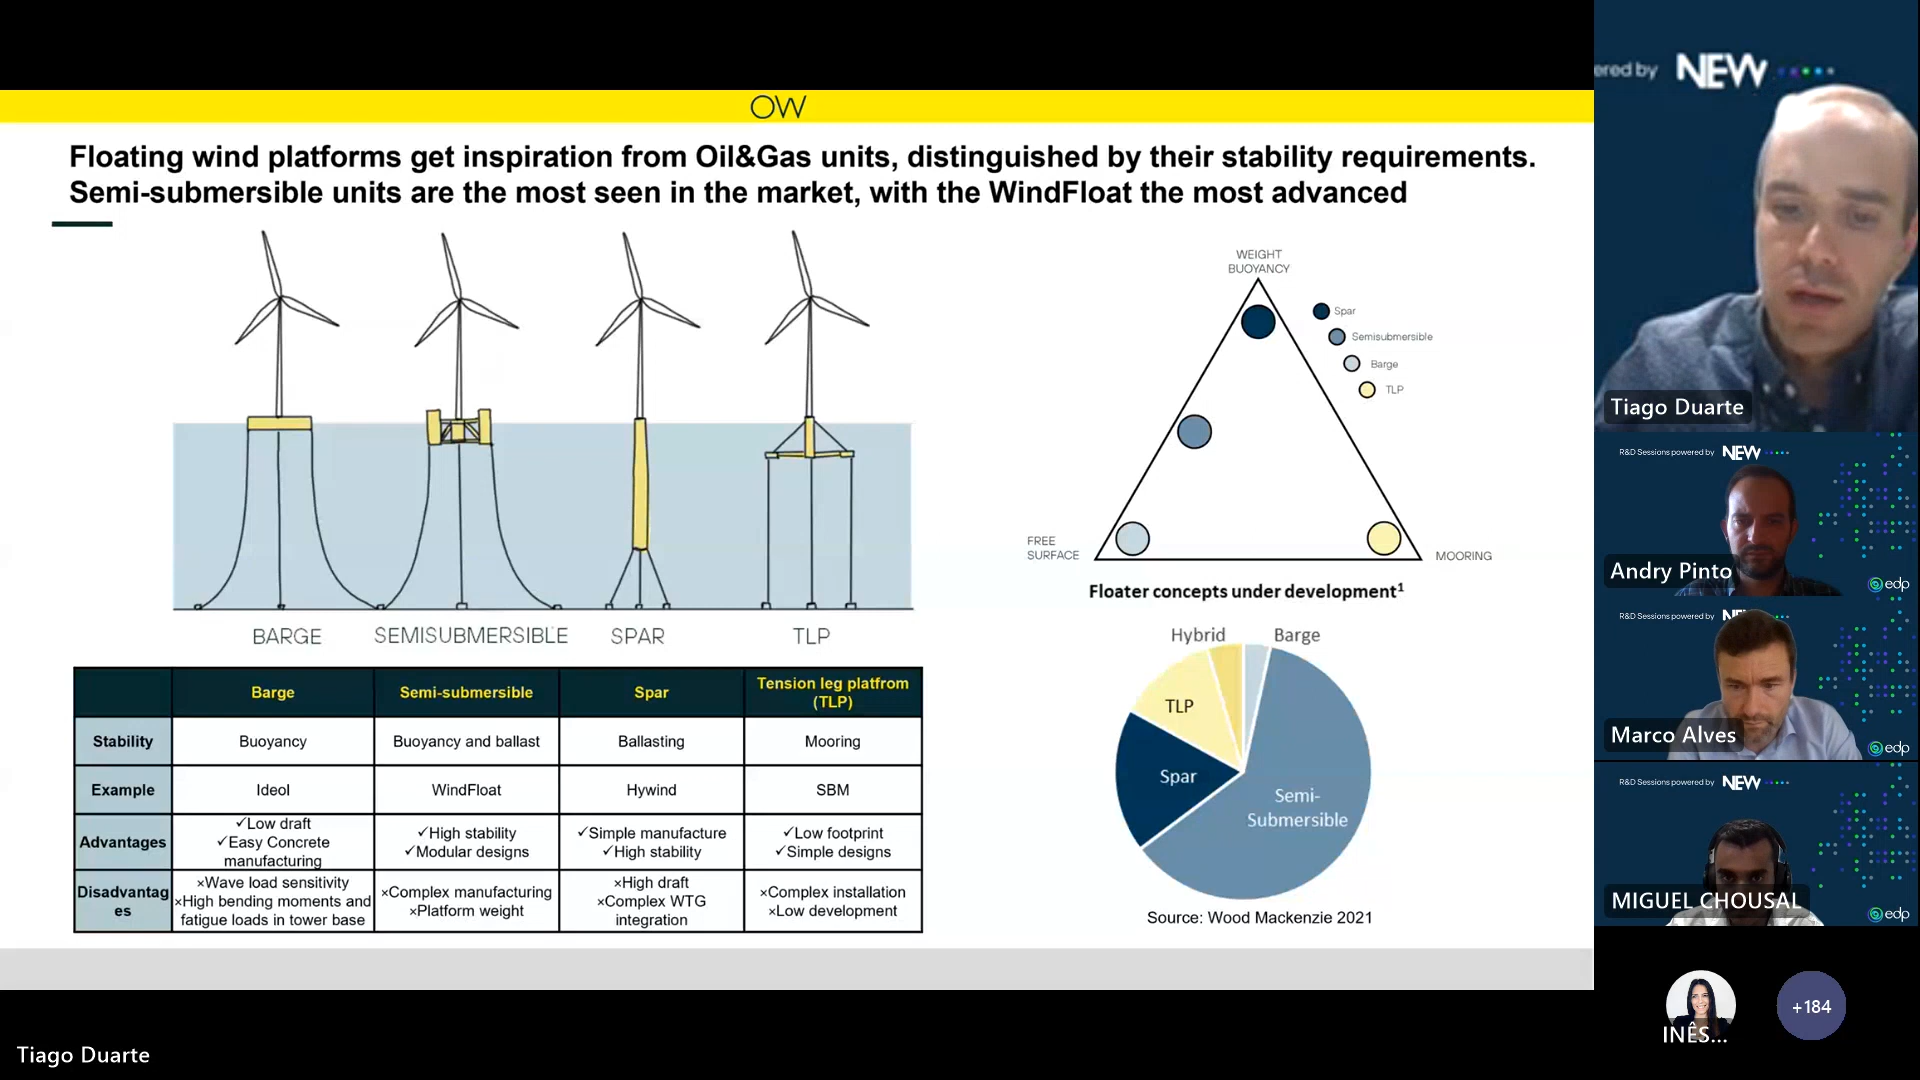 OW
Floating wind platforms get inspiration from Oil&Gas units, distinguished by their stability requirements.
Semi-submersible units are the most seen in the market, with the WindFloat the most advanced
BARGE
SEMISUBMERSIBLE
SPAR
TLP
Barge
Semi-submersible
Spar
Tension leg platfrom
(TLP)
Stability
Buoyancy
Buoyancy and ballast
Ballasting
Mooring
Example
Ideol
WindFloat
Hywind
SBM
Advantages
✓Low draft
✓Easy Concrete
manufacturing
✓High stability
✓Modular designs
✓Simple manufacture
✓High stability
✓Low footprint
✓Simple designs
Disadvantag
es
×Wave load sensitivity
×High bending moments and
fatigue loads in tower base
×Complex manufacturing
×Platform weight
×High draft
×Complex WTG
integration
×Complex installation
×Low development
WEIGHT
BUOYANCY
Spar
Semisubmersible
Barge
TLP
FREE
SURFACE
MOORING
Floater concepts under development¹
Hybrid
Barge
TLP
Spar
Semi-
Submersible
Source: Wood Mackenzie 2021
ered by NEW
Tiago Duarte
R&D Sessions powered by NEW
Andry Pinto
edp
R&D Sessions powered by NEW
Marco Alves
edp
R&D Sessions powered by NEW
MIGUEL CHOUSAL
edp
INÊS...
+184
Tiago Duarte